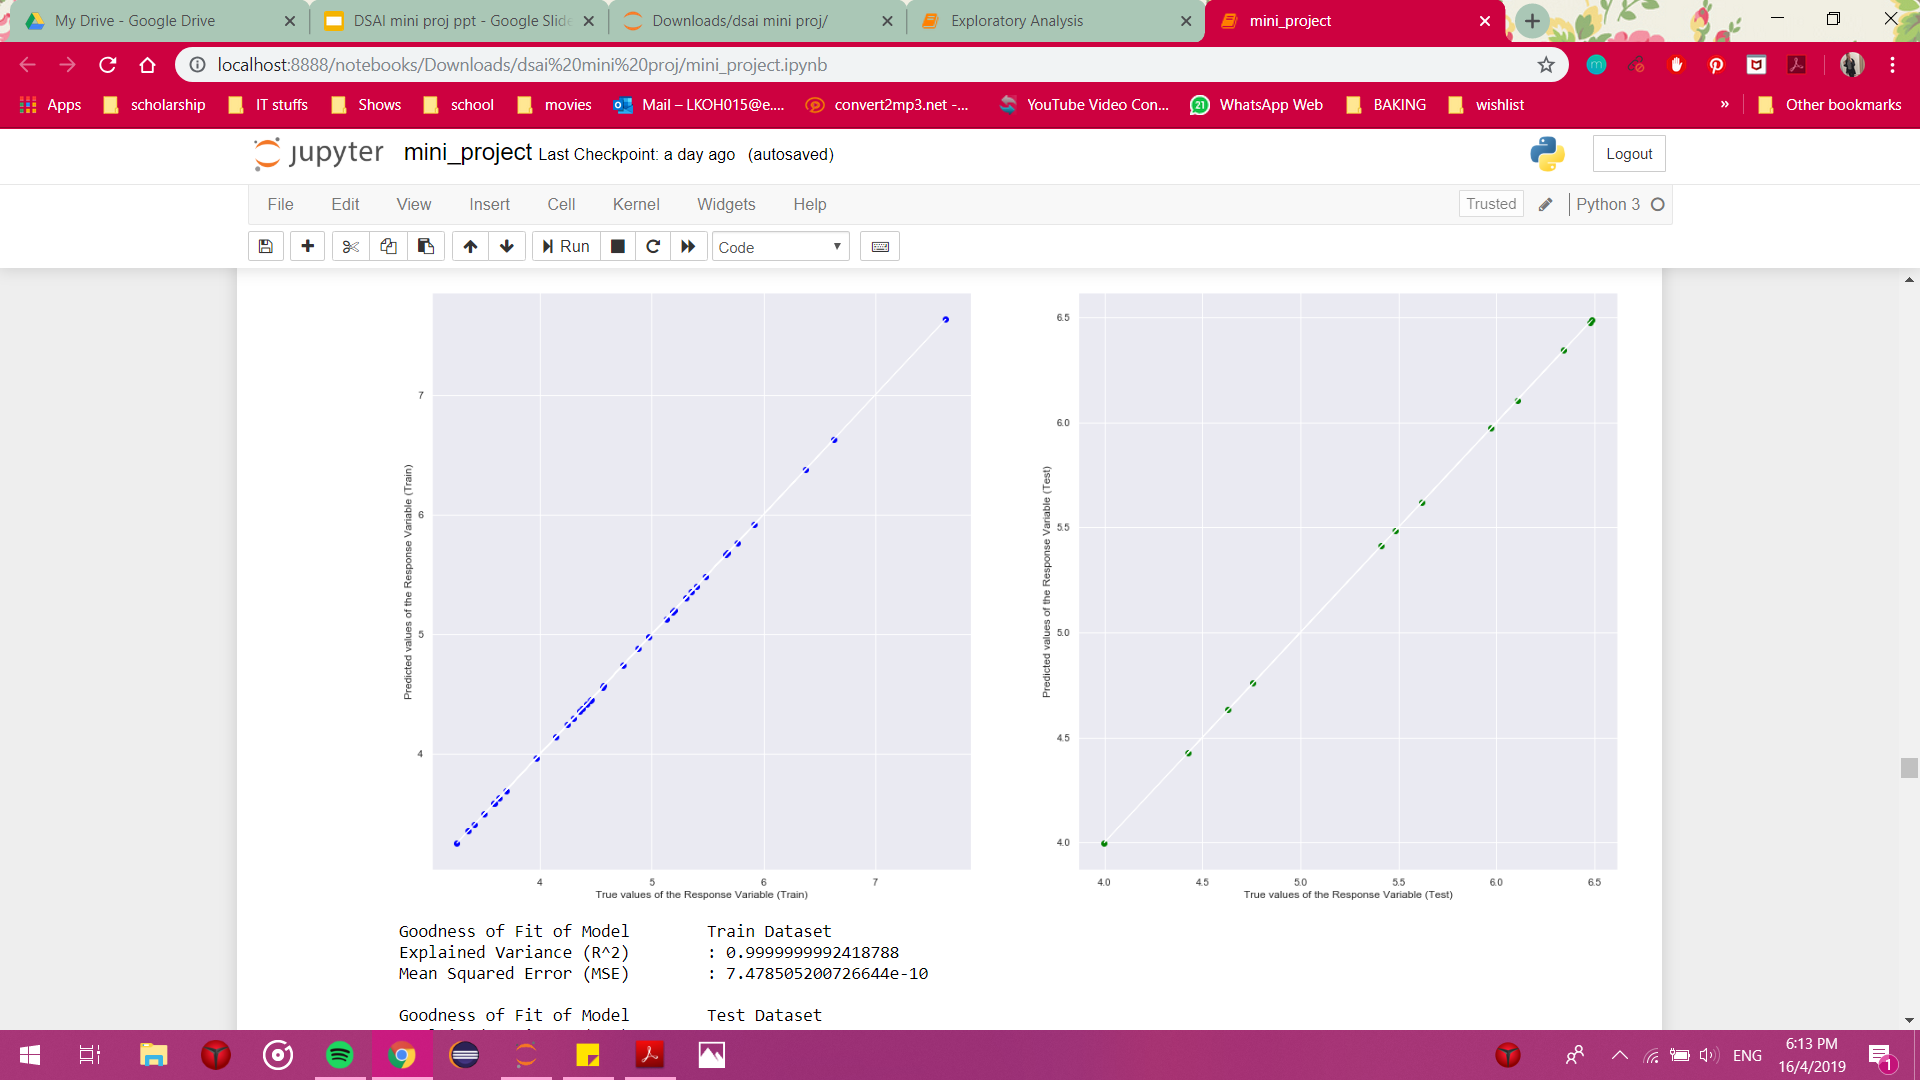 My Drive - Google Drive
DSAI mini proj ppt - Google Slide
Downloads/dsai mini proj/
Exploratory Analysis
mini_project
localhost:8888/notebooks/Downloads/dsai%20mini%20proj/mini_project.ipynb
Apps
scholarship
IT stuffs
Shows
school
movies
Mail – LKOH015@e....
convert2mp3.net -...
YouTube Video Con...
21
WhatsApp Web
BAKING
wishlist
»
Other bookmarks
jupyter mini_project Last Checkpoint: a day ago (autosaved)
Logout
File Edit View Insert Cell Kernel Widgets Help
Trusted
Python 3
Run
Code
Predicted values of the Response Variable (Train)
7
6
5
4
4 5 6 7
True values of the Response Variable (Train)
Predicted values of the Response Variable (Test)
6.5
6.0
5.5
5.0
4.5
4.0
4.0 4.5 5.0 5.5 6.0 6.5
True values of the Response Variable (Test)
Goodness of Fit of Model Train Dataset
Explained Variance (R^2) : 0.9999999992418788
Mean Squared Error (MSE) : 7.478505200726644e-10
Goodness of Fit of Model Test Dataset
ENG
6:13 PM
16/4/2019
1